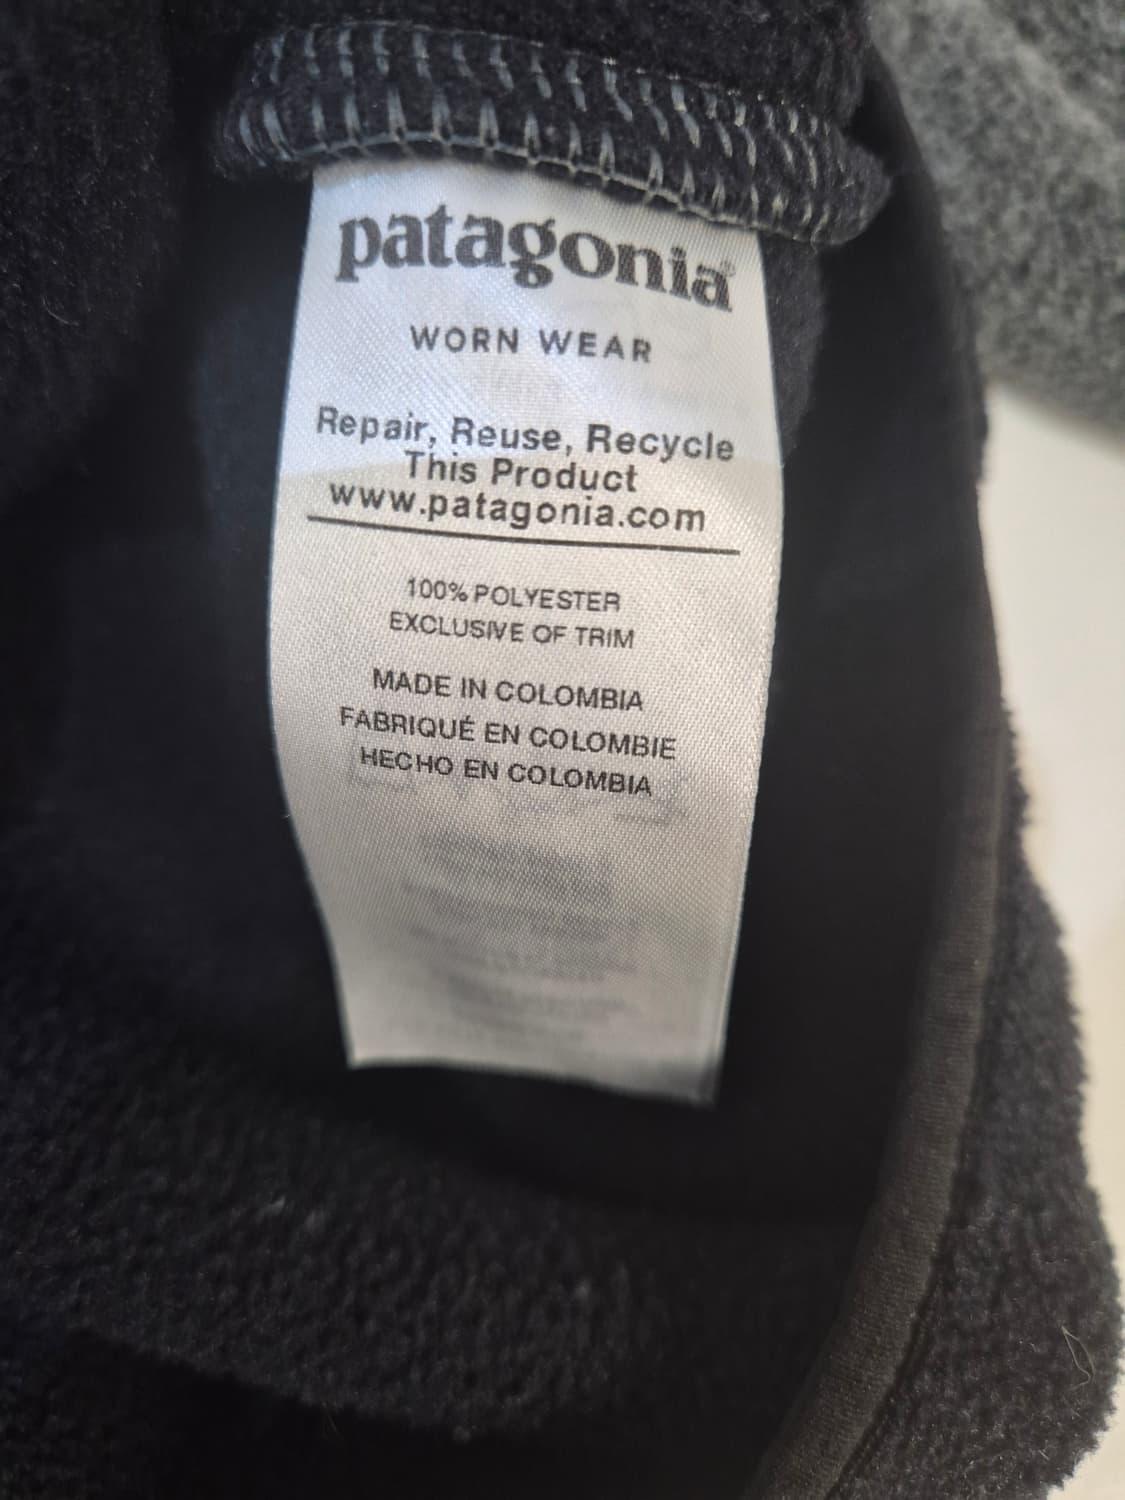 patagonia®
WORN WEAR
Repair, Reuse, Recycle
This Product
www.patagonia.com
100% POLYESTER
EXCLUSIVE OF TRIM
MADE IN COLOMBIA
FABRIQUÉ EN COLOMBIE
HECHO EN COLOMBIA